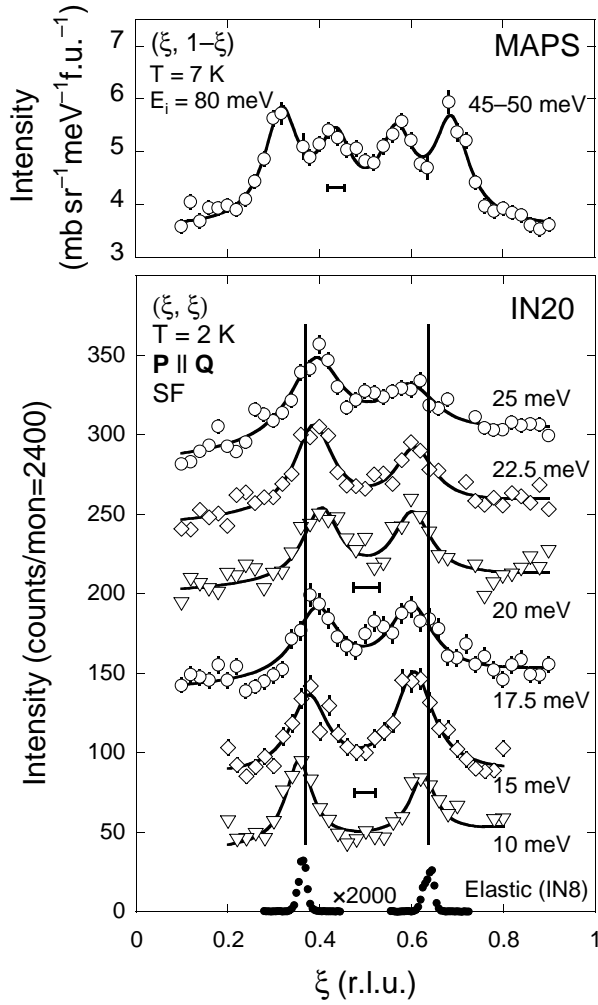 7
6
5
4
3
Intensity
(mb sr⁻¹meV⁻¹f.u.⁻¹)
(ξ, 1–ξ)
T = 7 K
E_i = 80 meV
MAPS
45–50 meV
(ξ, ξ)
T = 2 K
P || Q
SF
IN20
25 meV
22.5 meV
20 meV
17.5 meV
15 meV
10 meV
×2000
Elastic (IN8)
350
300
250
200
150
100
50
0
Intensity (counts/mon=2400)
0 0.2 0.4 0.6 0.8 1
ξ (r.l.u.)